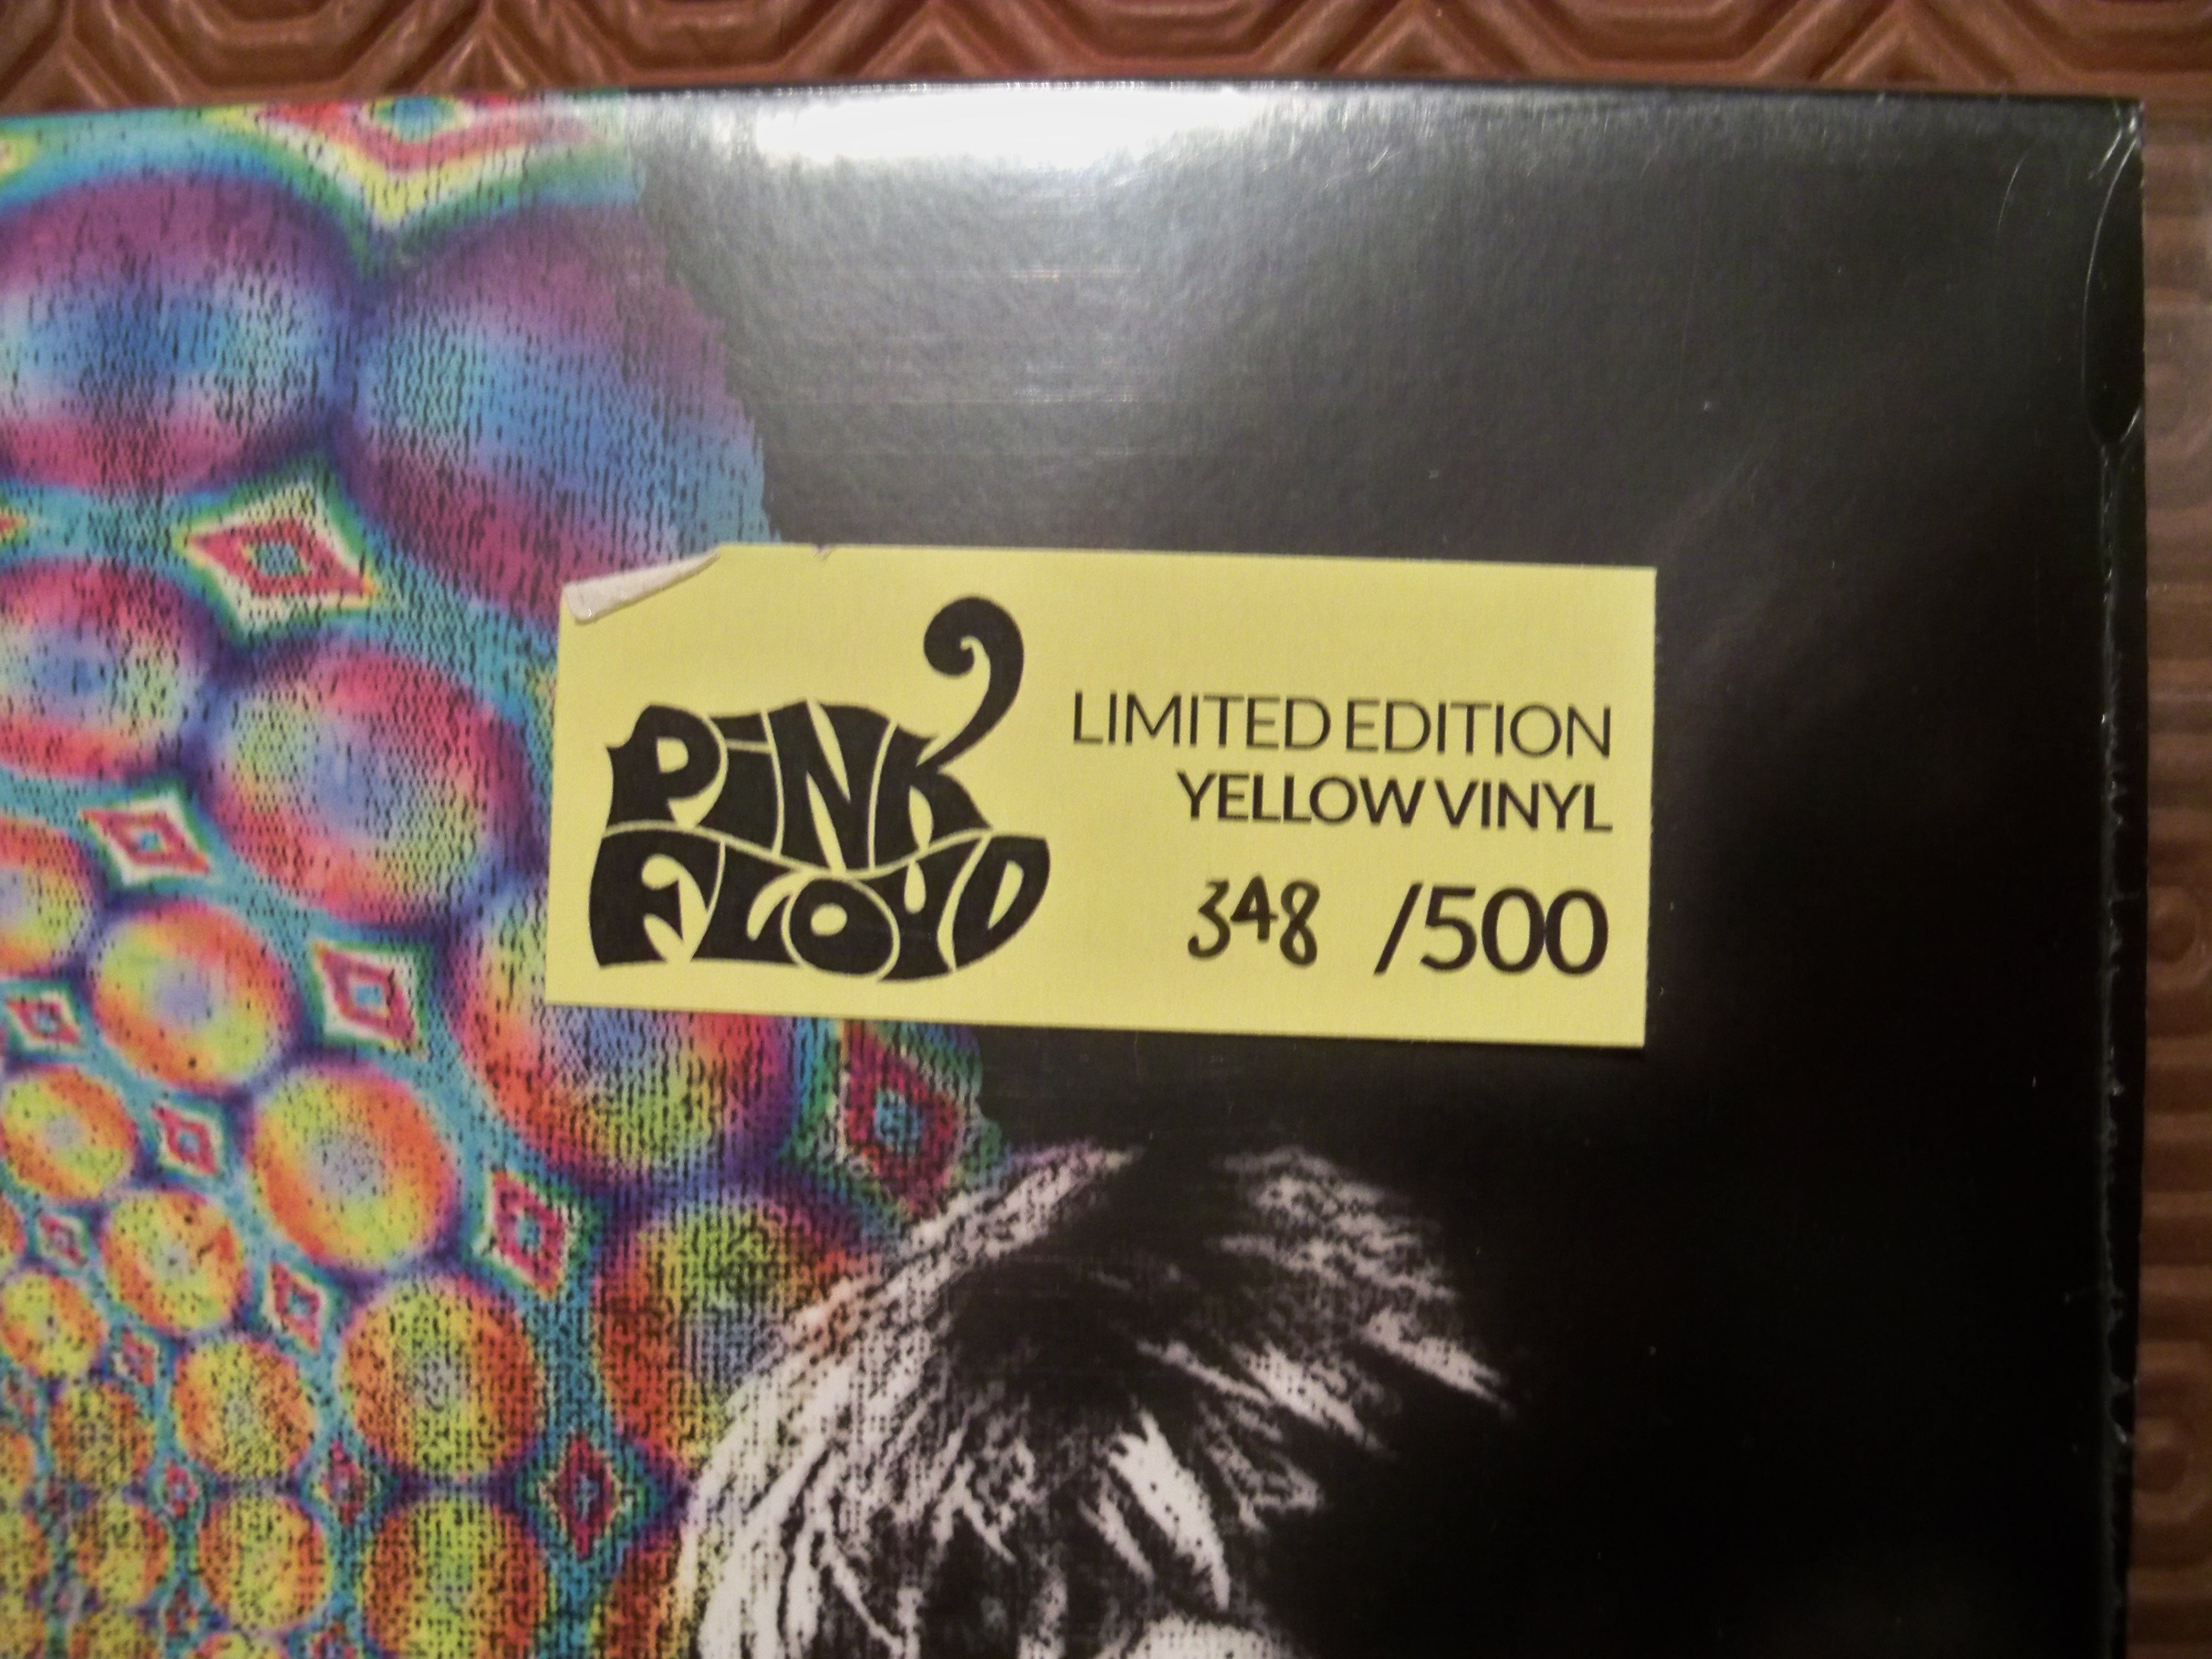 PINK
FLOYD
LIMITED EDITION
YELLOW VINYL
348 /500